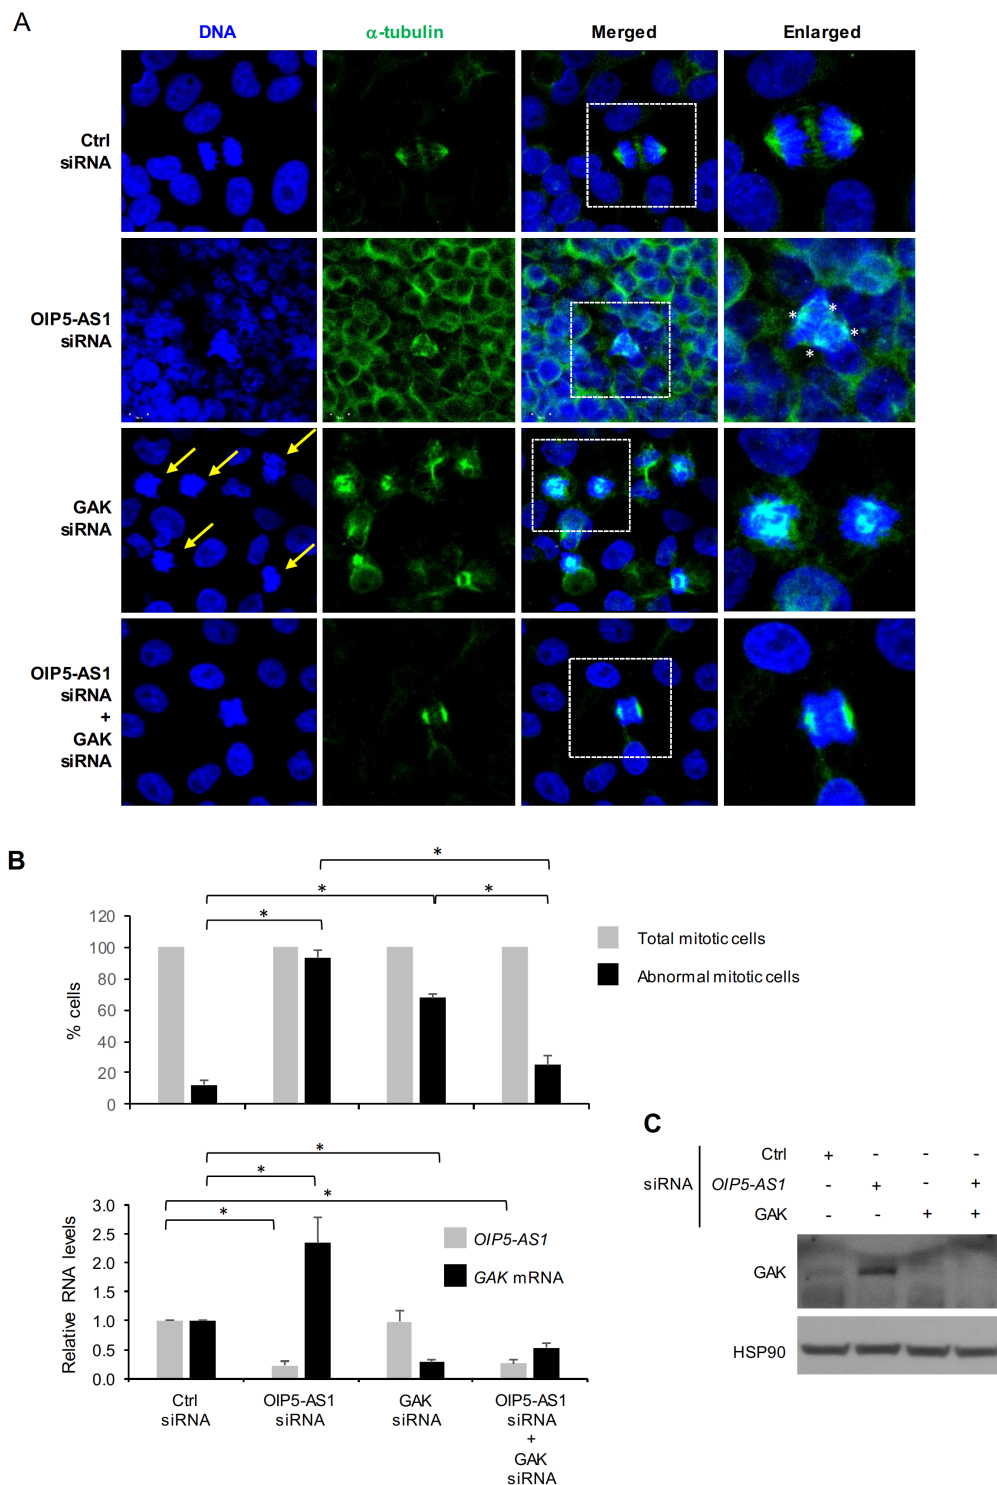 A
DNA
α-tubulin
Merged
Enlarged
Ctrl
siRNA
OIP5-AS1
siRNA
* * * *
GAK
siRNA
OIP5-AS1
siRNA
+
GAK
siRNA
B
*
* *
*
120
100
80
60
40
20
0
% cells
Total mitotic cells
Abnormal mitotic cells
*
*
*
*
3.0
2.5
2.0
1.5
1.0
0.5
0.0
Relative RNA levels
OIP5-AS1
GAK mRNA
Ctrl
siRNA
OIP5-AS1
siRNA
GAK
siRNA
OIP5-AS1
siRNA
+
GAK
siRNA
C
siRNA
Ctrl + - - -
OIP5-AS1 - + - +
GAK - - + +
GAK
HSP90